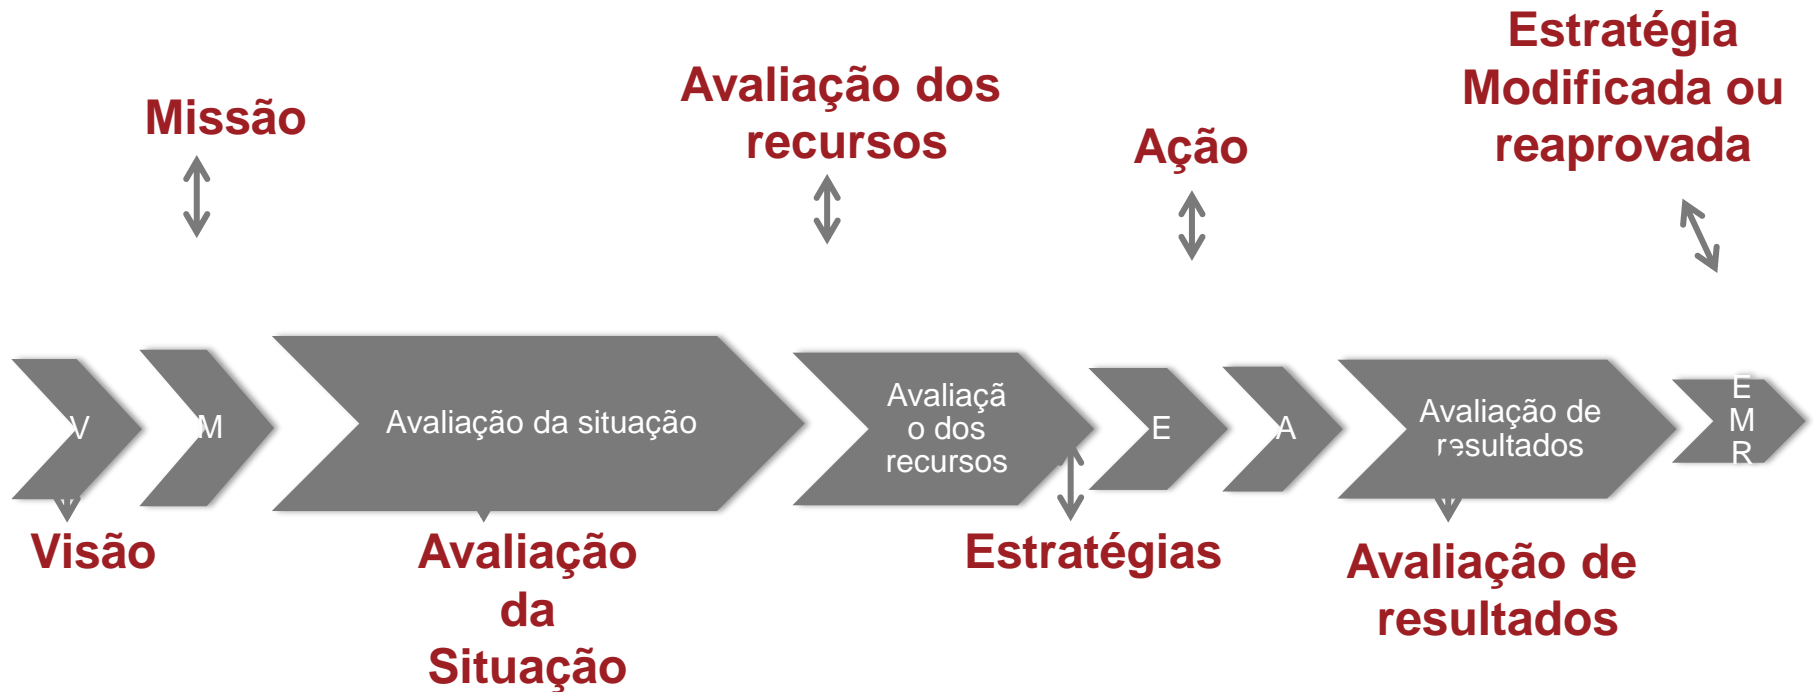 Estratégia
Modificada ou
reaprovada
Avaliação dos
recursos
Missão
Ação
V
M
Avaliação da situação
Avaliaçã
o dos
recursos
E
A
Avaliação de
resultados
E
M
R
Visão
Avaliação
da
Situação
Estratégias
Avaliação de
resultados